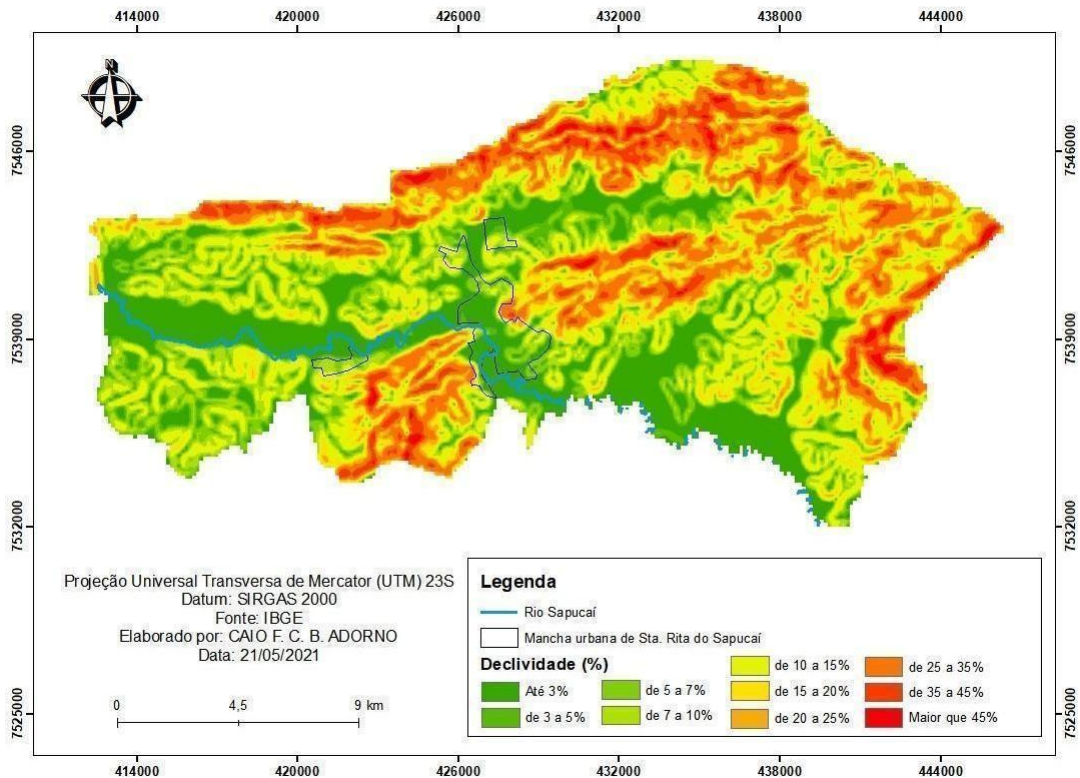 414000 420000 426000 432000 438000 444000
N
7546000 7546000
7539000 7539000
7532000 7532000
7525000 7525000
Projeção Universal Transversa de Mercator (UTM) 23S
Datum: SIRGAS 2000
Fonte: IBGE
Elaborado por: CAIO F. C. B. ADORNO
Data: 21/05/2021
0 4,5 9 km
Legenda
Rio Sapucaí
Mancha urbana de Sta. Rita do Sapucaí
Declividade (%)
Até 3%
de 3 a 5%
de 5 a 7%
de 7 a 10%
de 10 a 15%
de 15 a 20%
de 20 a 25%
de 25 a 35%
de 35 a 45%
Maior que 45%
414000 420000 426000 432000 438000 444000